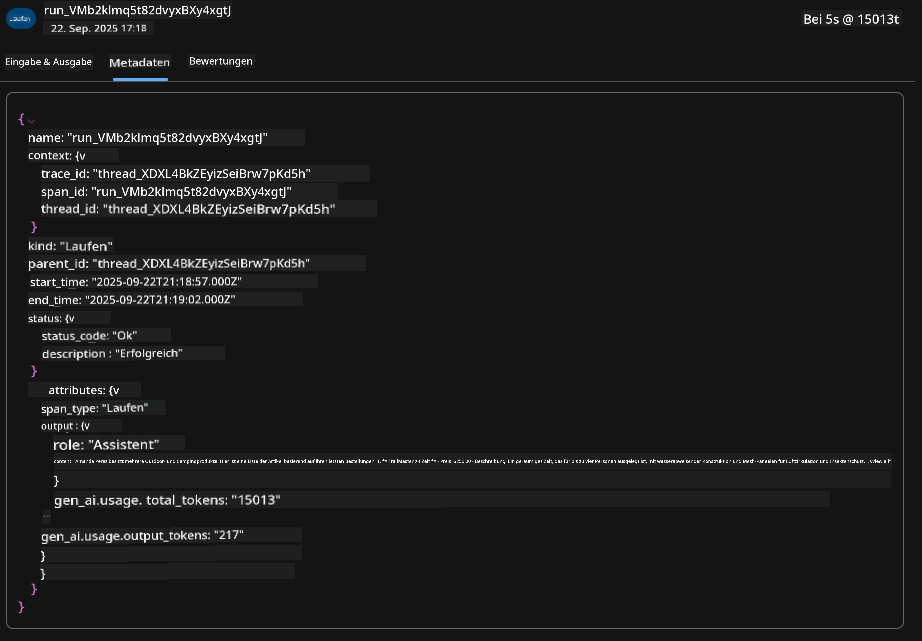 Laufen
run_VMb2klmq5t82dvyxBXy4xgtJ
22. Sep. 2025 17:18
Bei 5s @ 15013t
Eingabe & Ausgabe
Metadaten
Bewertungen
{
name: "run_VMb2klmq5t82dvyxBXy4xgtJ"
context: {v
trace_id: "thread_XDXL4BkZEyizSeiBrw7pKd5h"
span_id: "run_VMb2klmq5t82dvyxBXy4xgtJ"
thread_id: "thread_XDXL4BkZEyizSeiBrw7pKd5h"
}
kind: "Laufen"
parent_id: "thread_XDXL4BkZEyizSeiBrw7pKd5h"
start_time: "2025-09-22T21:18:57.000Z"
end_time: "2025-09-22T21:19:02.000Z"
status: {v
status_code: "Ok"
description : "Erfolgreich"
}
attributes: {v
span_type: "Laufen"
output : {v
role: "Assistent"
}
gen_ai.usage. total_tokens: "15013"
...
gen_ai.usage.output_tokens: "217"
}
}
}
}